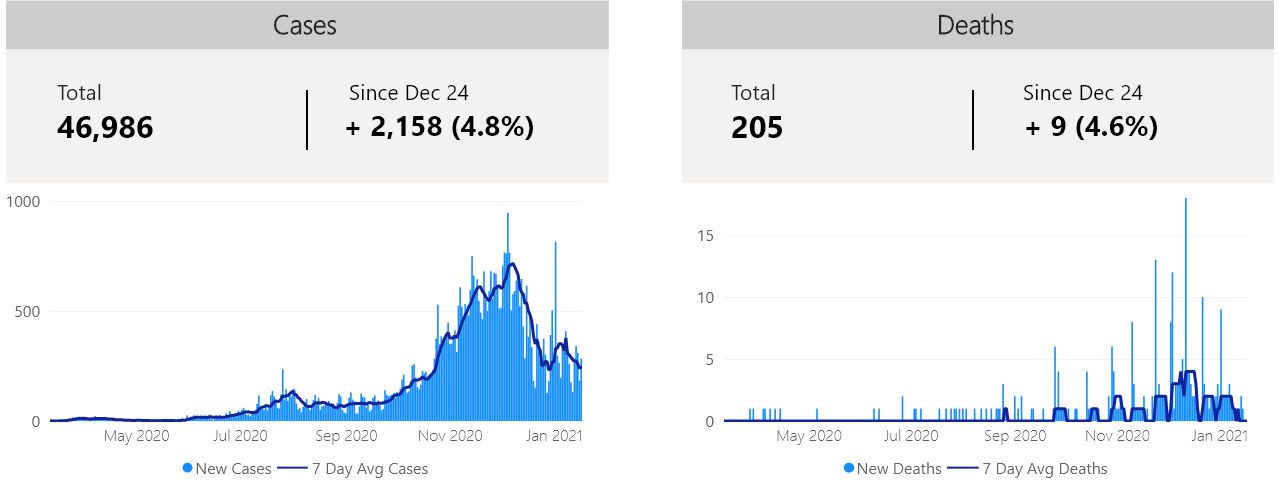 Cases
Total
46,986
Since Dec 24
+ 2,158 (4.8%)
1000
500
0
May 2020 Jul 2020 Sep 2020 Nov 2020 Jan 2021
New Cases 7 Day Avg Cases
Deaths
Total
205
Since Dec 24
+ 9 (4.6%)
15
10
5
0
May 2020 Jul 2020 Sep 2020 Nov 2020 Jan 2021
New Deaths 7 Day Avg Deaths